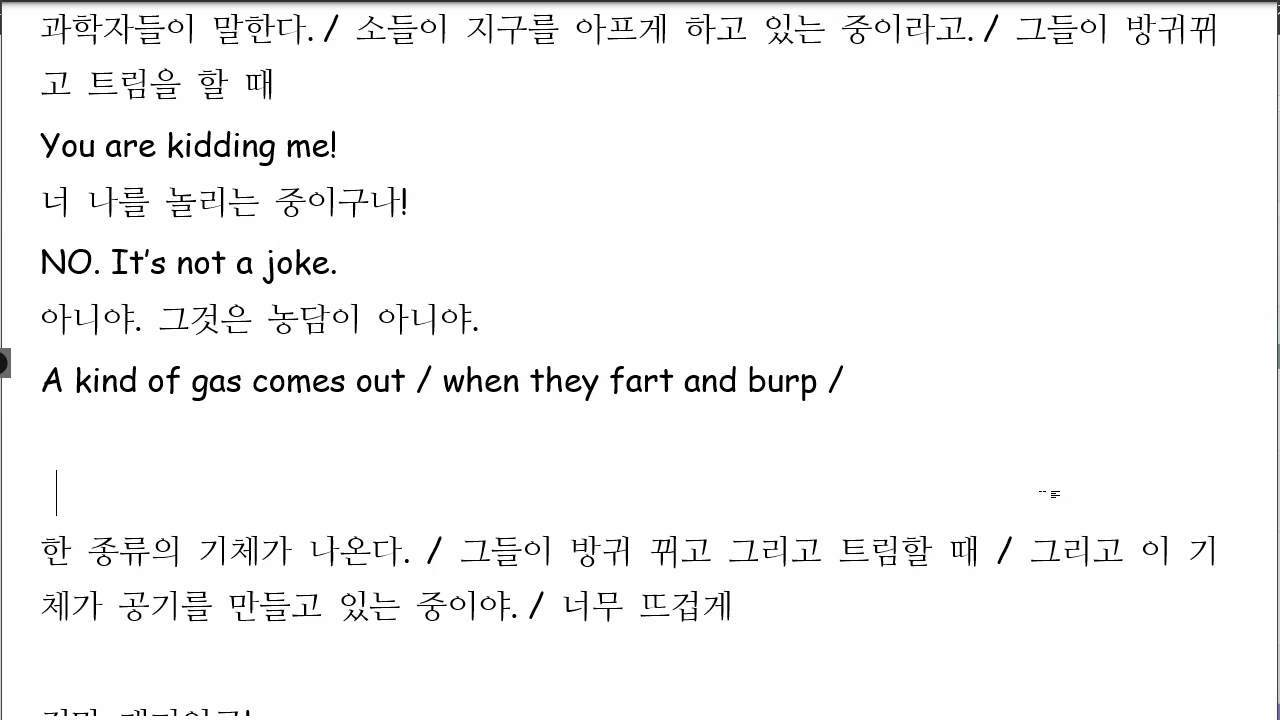 과학자들이 말한다. / 소들이 지구를 아프게 하고 있는 중이라고. / 그들이 방귀뀌
고 트림을 할 때
You are kidding me!
너 나를 놀리는 중이구나!
NO. It’s not a joke.
아니야. 그것은 농담이 아니야.
A kind of gas comes out / when they fart and burp /
한 종류의 기체가 나온다. / 그들이 방귀 뀌고 그리고 트림할 때 / 그리고 이 기
체가 공기를 만들고 있는 중이야. / 너무 뜨겁게